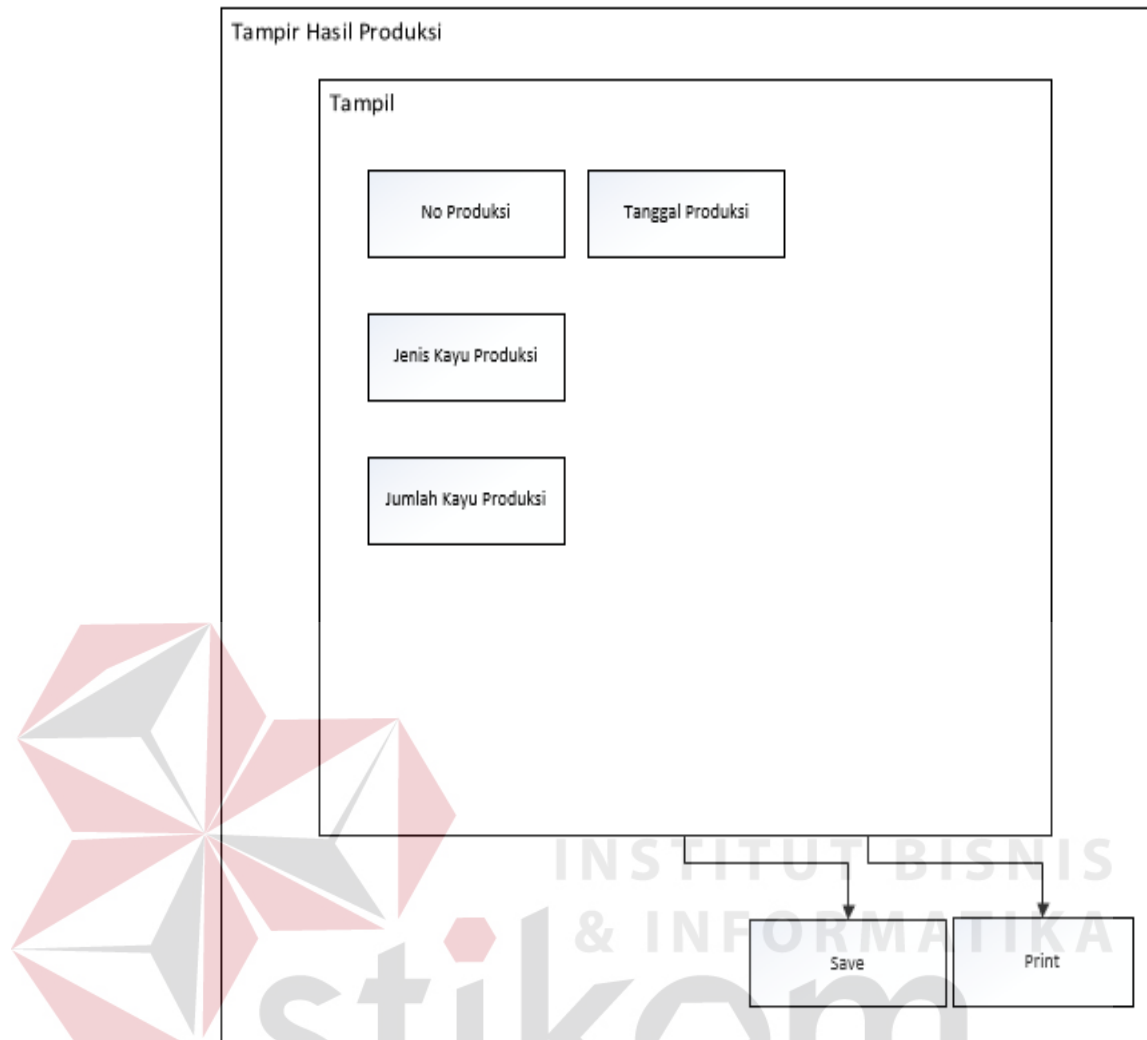 Tampir Hasil Produksi
Tampil
No Produksi
Tanggal Produksi
Jenis Kayu Produksi
Jumlah Kayu Produksi
INSTITUT BISNIS
& INFORMATIKA
Save
Print
stikom